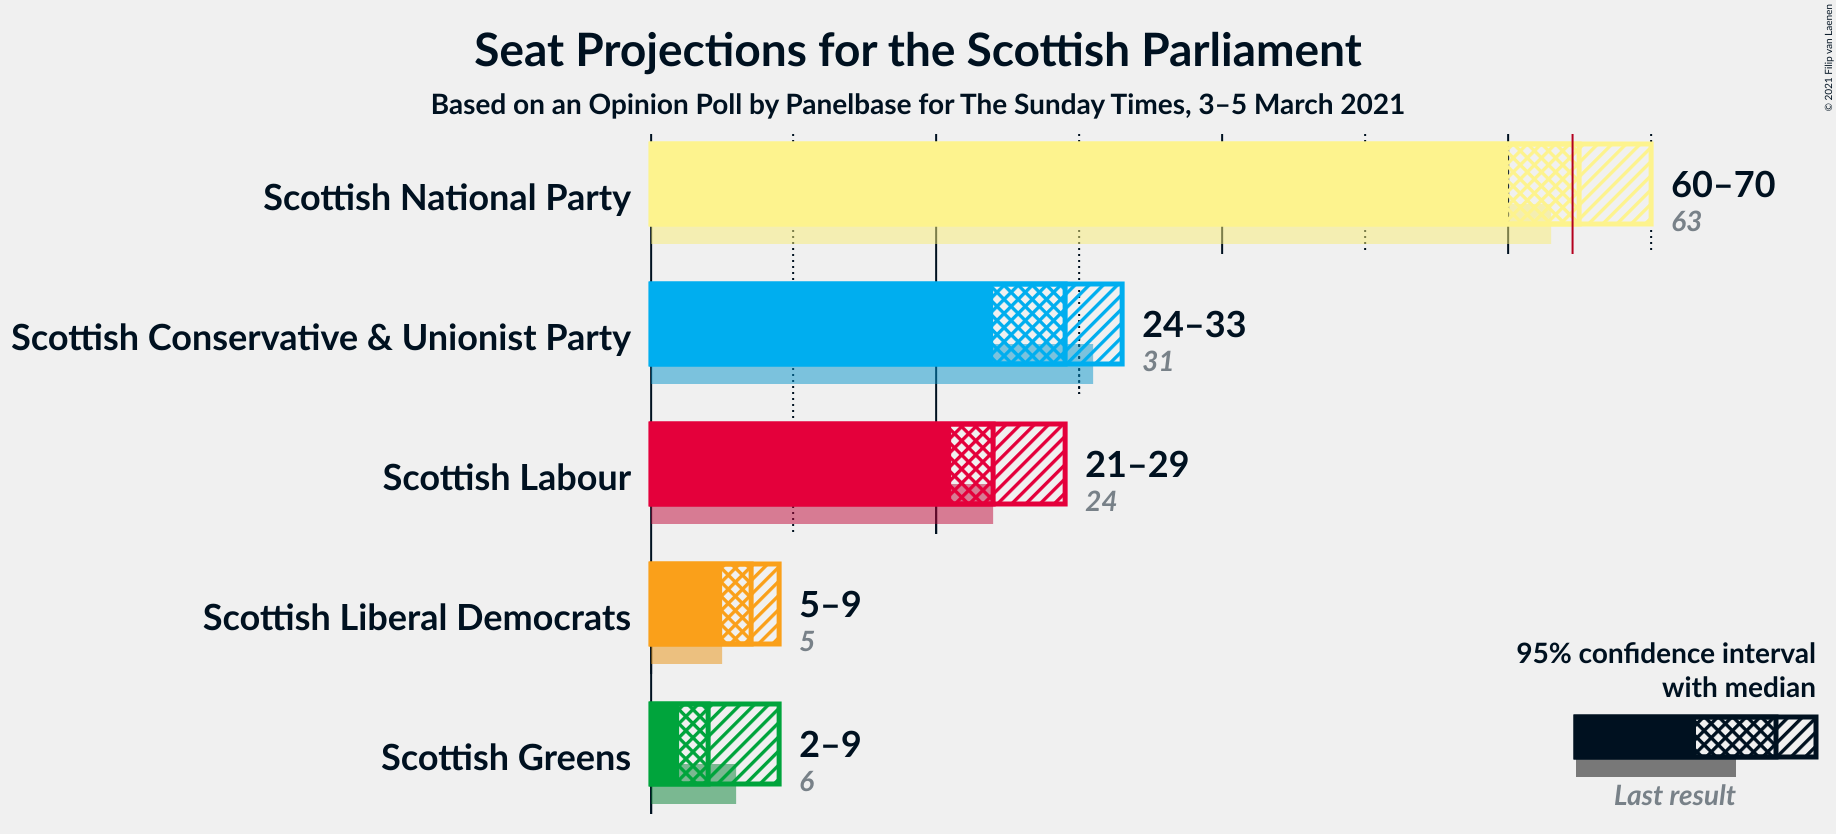 Seat Projections for the Scottish Parliament
Based on an Opinion Poll by Panelbase for The Sunday Times, 3–5 March 2021
© 2021 Filip van Laenen
Scottish National Party
60–70
63
Scottish Conservative & Unionist Party
24–33
31
Scottish Labour
21–29
24
Scottish Liberal Democrats
5–9
5
Scottish Greens
2–9
6
95% confidence interval
with median
Last result